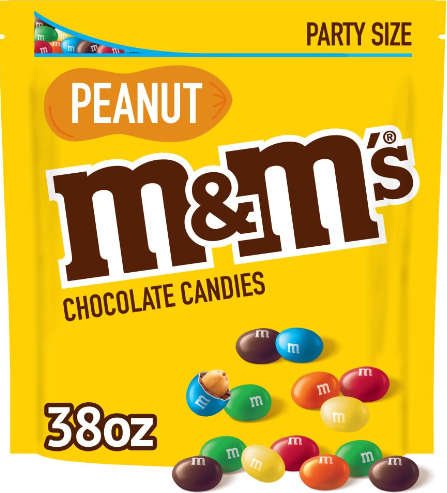 PARTY SIZE
PEANUT
m&m's®
CHOCOLATE CANDIES
38oz